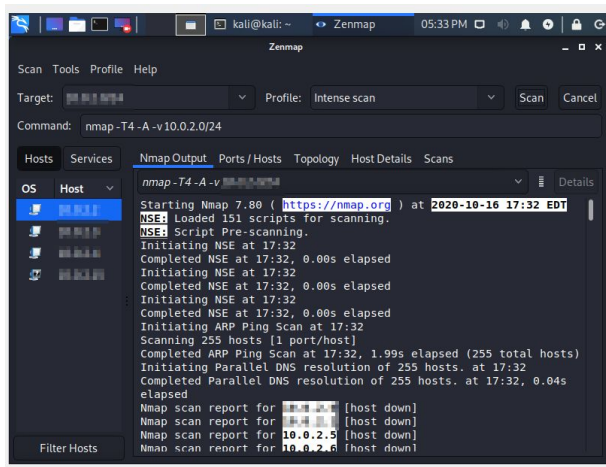 kali@kali: ~ Zenmap 05:33 PM
Zenmap
Scan Tools Profile Help
Target: Profile: Intense scan Scan Cancel
Command: nmap -T4 -A -v 10.0.2.0/24
Hosts Services Nmap Output Ports / Hosts Topology Host Details Scans
nmap -T4 -A -v Details
OS Host
Starting Nmap 7.80 ( https://nmap.org ) at 2020-10-16 17:32 EDT
NSE: Loaded 151 scripts for scanning.
NSE: Script Pre-scanning.
Initiating NSE at 17:32
Completed NSE at 17:32, 0.00s elapsed
Initiating NSE at 17:32
Completed NSE at 17:32, 0.00s elapsed
Initiating NSE at 17:32
Completed NSE at 17:32, 0.00s elapsed
Initiating ARP Ping Scan at 17:32
Scanning 255 hosts [1 port/host]
Completed ARP Ping Scan at 17:32, 1.99s elapsed (255 total hosts)
Initiating Parallel DNS resolution of 255 hosts. at 17:32
Completed Parallel DNS resolution of 255 hosts. at 17:32, 0.04s
elapsed
Nmap scan report for [host down]
Nmap scan report for [host down]
Nmap scan report for 10.0.2.5 [host down]
Nmap scan report for 10.0.2.6 [host down]
Filter Hosts